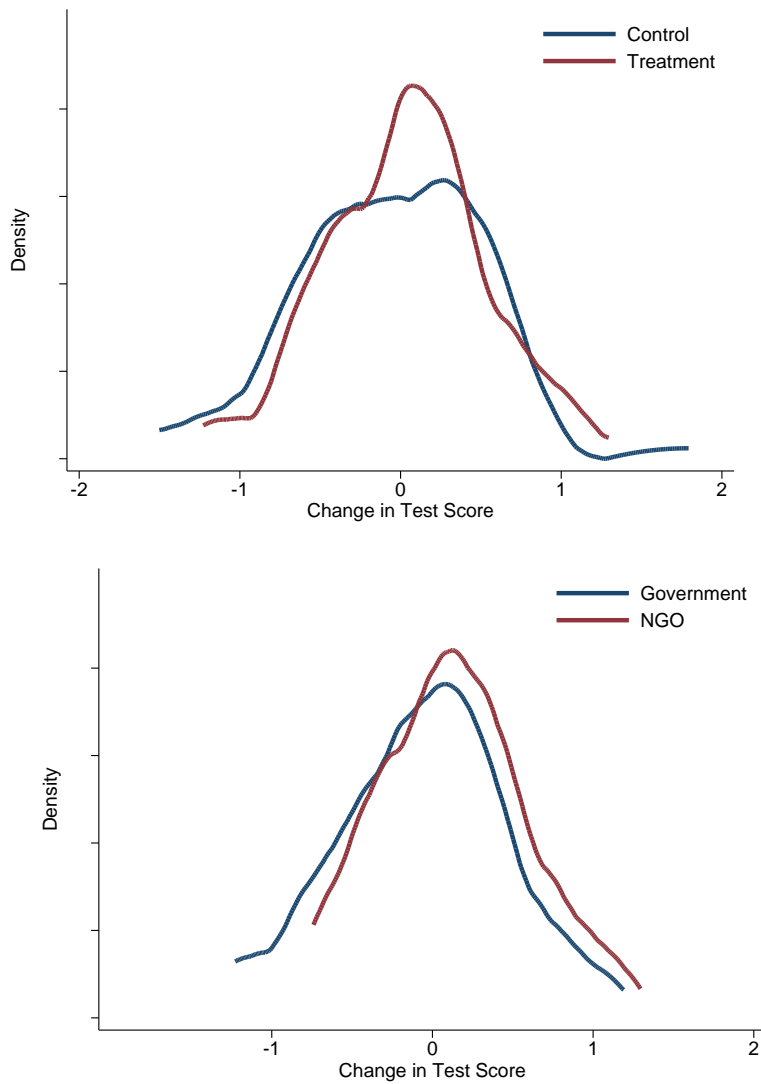 Control
Treatment
Density
-2 -1 0 1 2
Change in Test Score
Government
NGO
Density
-1 0 1 2
Change in Test Score